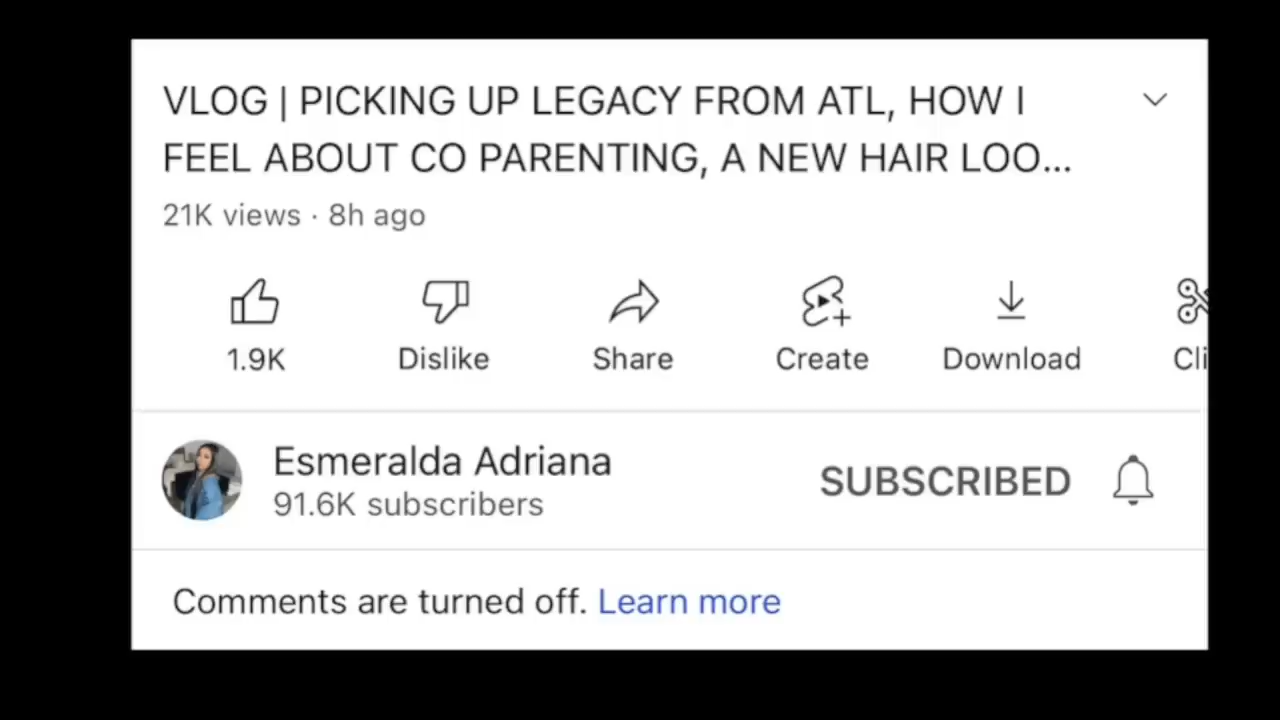 VLOG | PICKING UP LEGACY FROM ATL, HOW I
FEEL ABOUT CO PARENTING, A NEW HAIR LOO...
21K views · 8h ago
1.9K Dislike Share Create Download Cli
Esmeralda Adriana
91.6K subscribers
SUBSCRIBED
Comments are turned off. Learn more